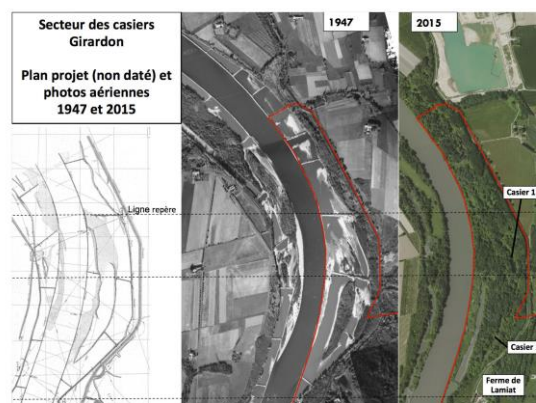 Secteur des casiers
Girardon
Plan projet (non daté) et
photos aériennes
1947 et 2015
1947
2015
Ligne repère
Casier 1
Casier
Ferme de
Lamiat